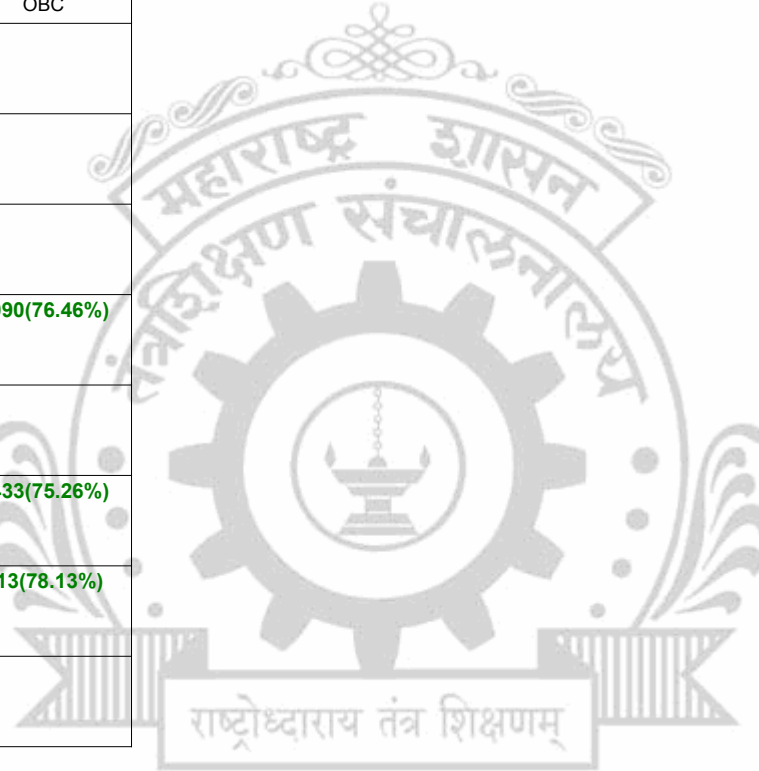 OBC
महाराष्ट्र शासन
तंत्रशिक्षण संचालनालय
90(76.46%)
33(75.26%)
13(78.13%)
राष्ट्रोध्दाराय तंत्र शिक्षणम्